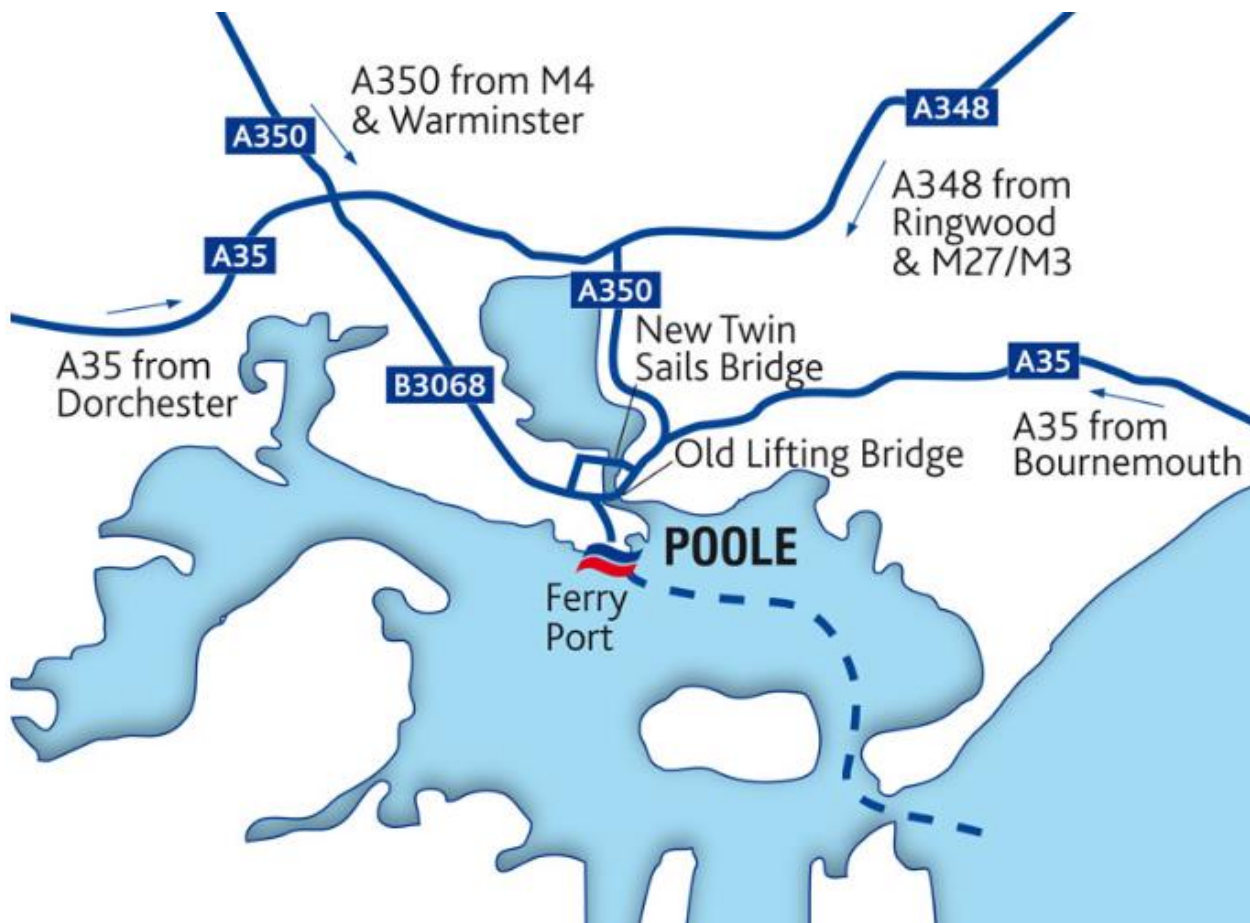 A350 from M4
& Warminster
A350
A348
A348 from
Ringwood
& M27/M3
A35
A350
A35 from
Dorchester
B3068
New Twin
Sails Bridge
A35
A35 from
Bournemouth
Old Lifting Bridge
POOLE
Ferry
Port